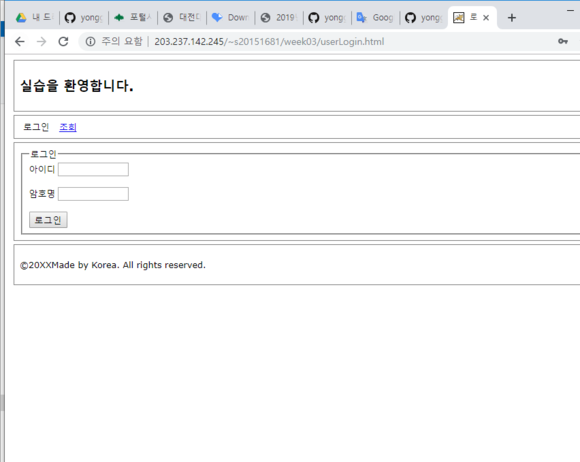 내 드
yong
포털
대전
Down
2019
yong
Goog
yong
로
주의 요함 203.237.142.245/~s20151681/week03/userLogin.html
실습을 환영합니다.
로그인 조회
로그인
아이디
암호명
로그인
©20XXMade by Korea. All rights reserved.